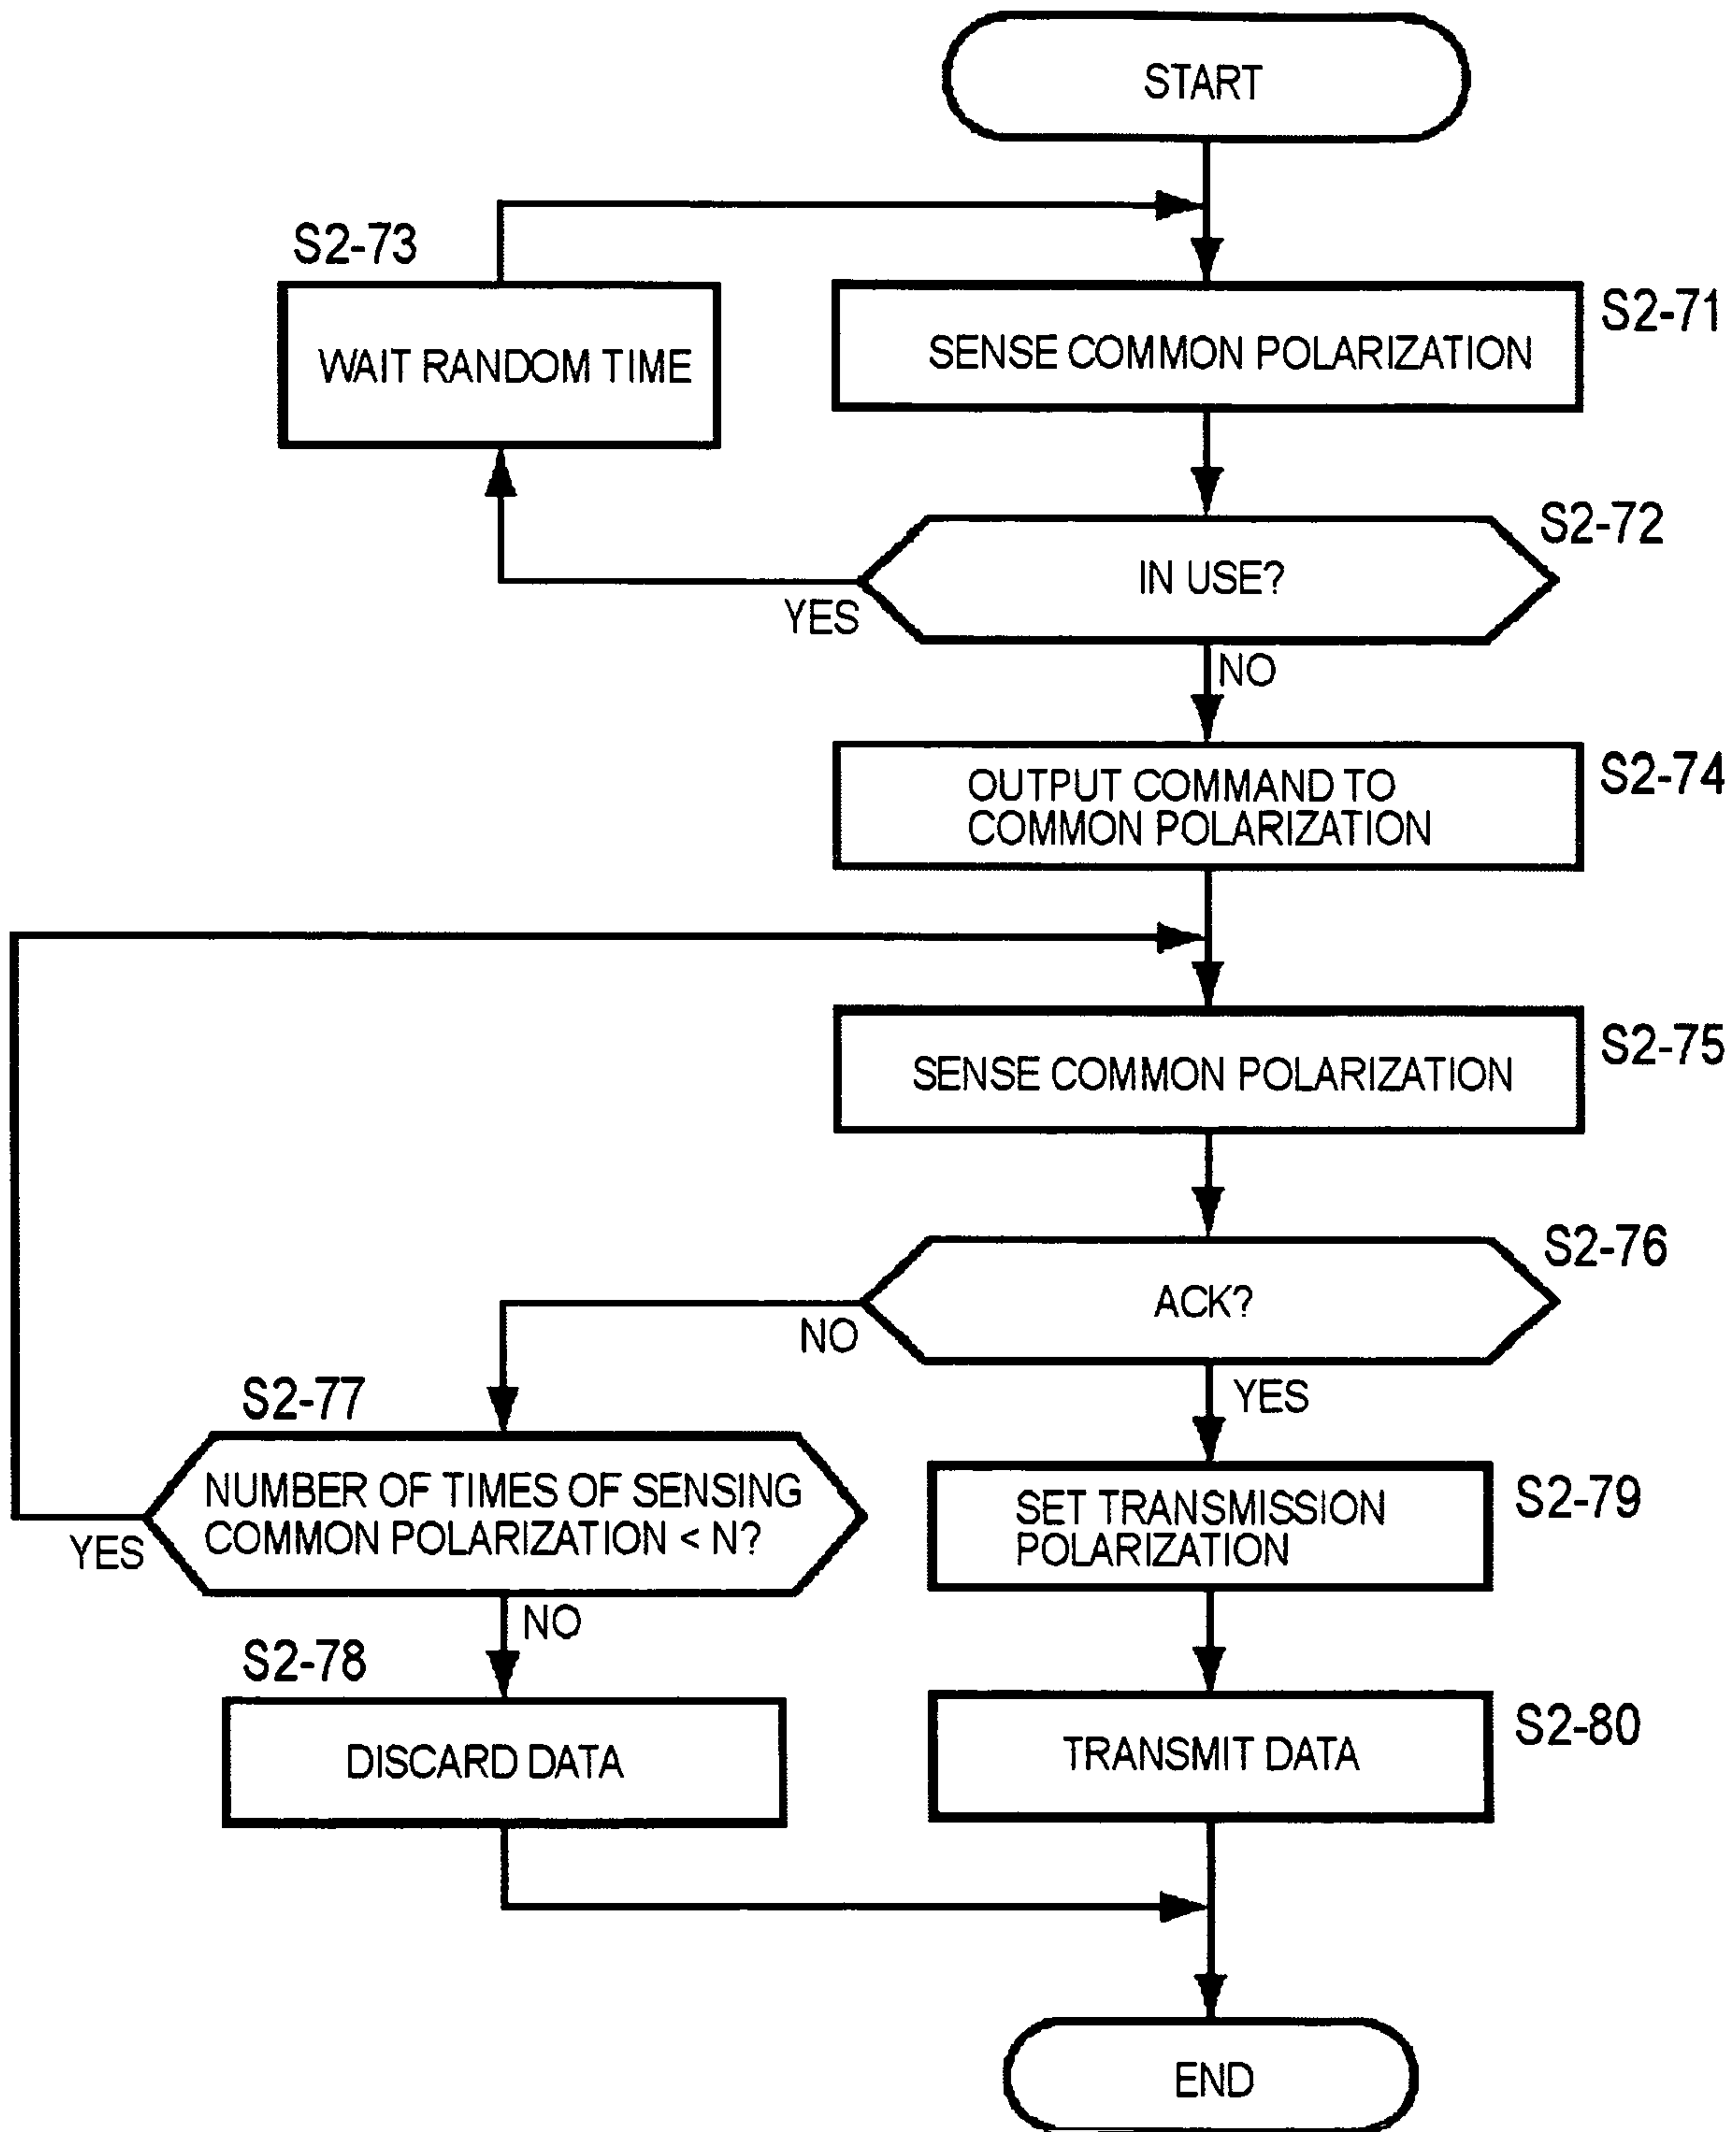 START
S2-73
WAIT RANDOM TIME
S2-71
SENSE COMMON POLARIZATION
S2-72
IN USE?
YES
NO
S2-74
OUTPUT COMMAND TO
COMMON POLARIZATION
S2-75
SENSE COMMON POLARIZATION
S2-76
ACK?
NO
YES
S2-77
NUMBER OF TIMES OF SENSING
COMMON POLARIZATION < N?
YES
NO
S2-79
SET TRANSMISSION
POLARIZATION
S2-78
DISCARD DATA
S2-80
TRANSMIT DATA
END